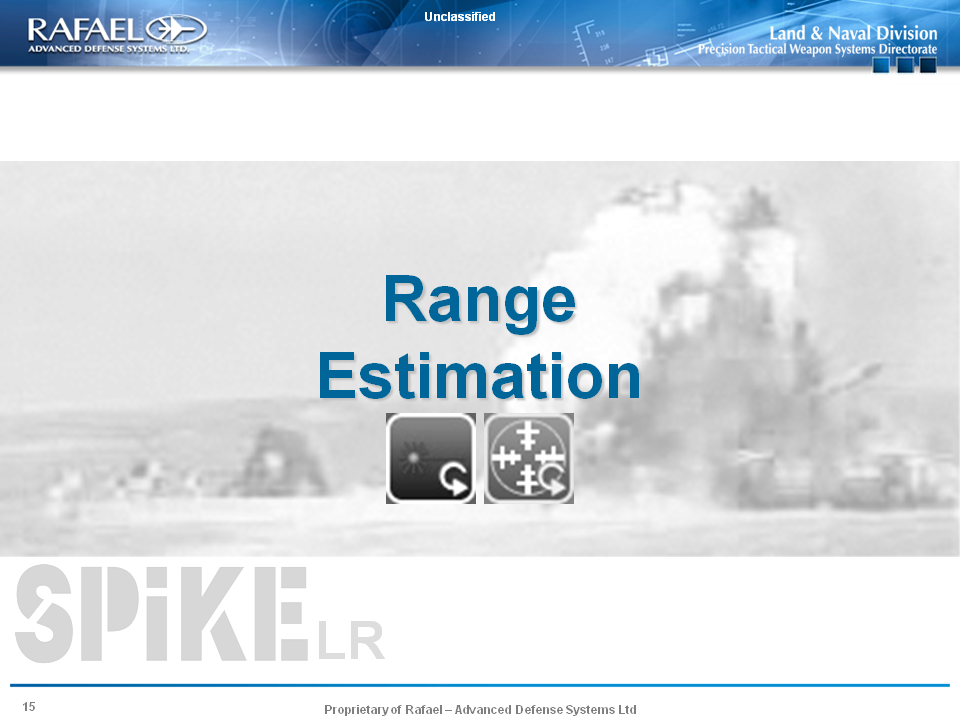 Unclassified
RAFAEL
ADVANCED DEFENSE SYSTEMS LTD.
Land & Naval Division
Precision Tactical Weapon Systems Directorate
Range
Estimation
SPIKE LR
15
Proprietary of Rafael – Advanced Defense Systems Ltd